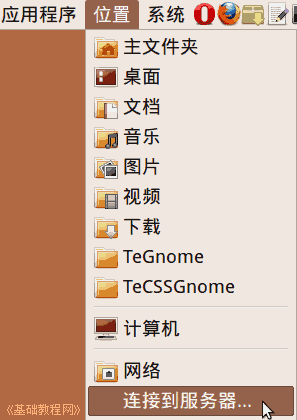 应用程序 位置 系统
主文件夹
桌面
文档
音乐
图片
视频
下载
TeGnome
TeCSSGnome
计算机
网络
连接到服务器...
《基础教程网》